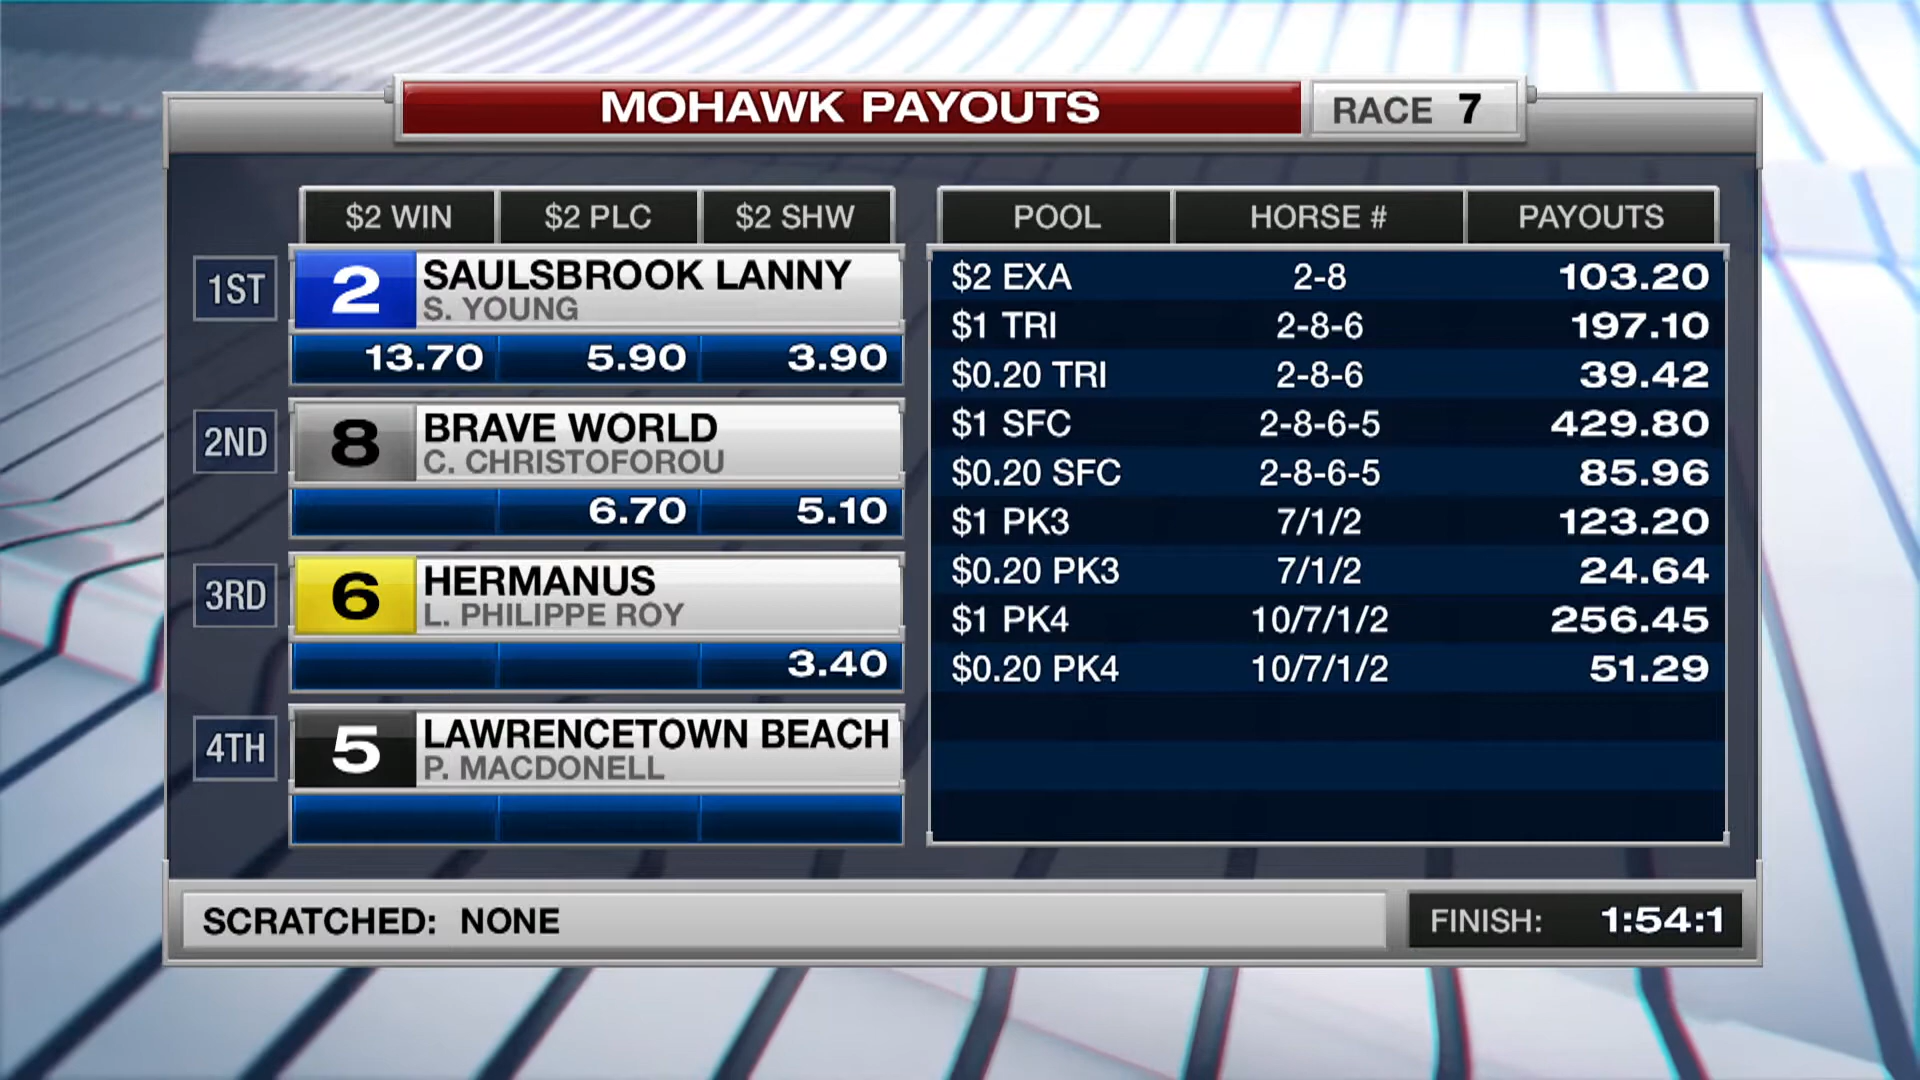 MOHAWK PAYOUTS RACE 7
$2 WIN $2 PLC $2 SHW
1ST 2 SAULSBROOK LANNY
S. YOUNG
13.70 5.90 3.90
2ND 8 BRAVE WORLD
C. CHRISTOFOROU
6.70 5.10
3RD 6 HERMANUS
L. PHILIPPE ROY
3.40
4TH 5 LAWRENCETOWN BEACH
P. MACDONELL
POOL HORSE # PAYOUTS
$2 EXA 2-8 103.20
$1 TRI 2-8-6 197.10
$0.20 TRI 2-8-6 39.42
$1 SFC 2-8-6-5 429.80
$0.20 SFC 2-8-6-5 85.96
$1 PK3 7/1/2 123.20
$0.20 PK3 7/1/2 24.64
$1 PK4 10/7/1/2 256.45
$0.20 PK4 10/7/1/2 51.29
SCRATCHED: NONE
FINISH: 1:54:1